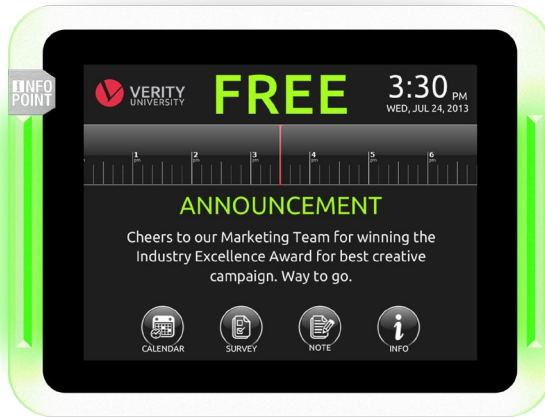 INFO
POINT
VERITY
UNIVERSITY
FREE
3:30 PM
WED, JUL 24, 2013
1 pm 2 pm 3 pm 4 pm 5 pm 6 pm
ANNOUNCEMENT
Cheers to our Marketing Team for winning the
Industry Excellence Award for best creative
campaign. Way to go.
CALENDAR SURVEY NOTE INFO